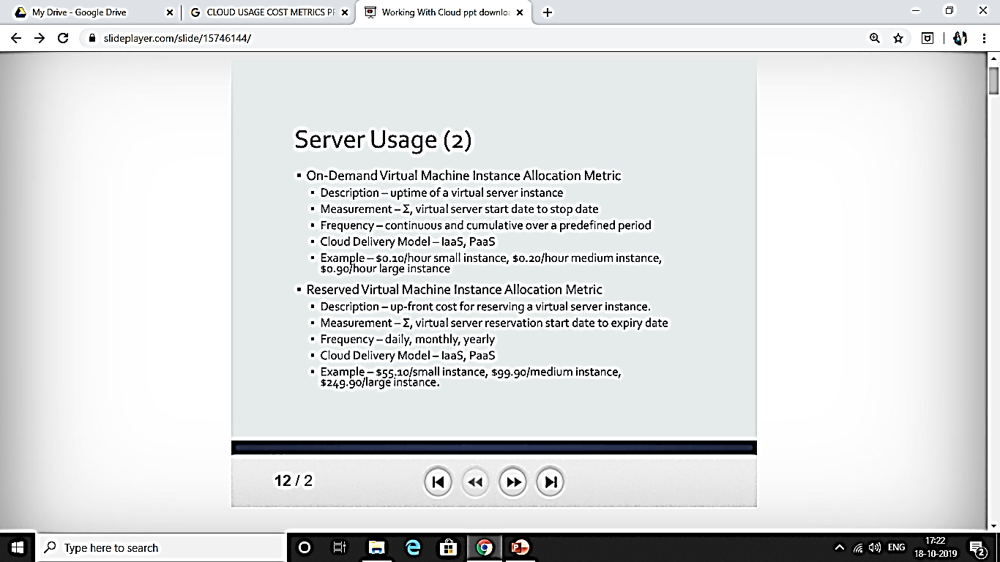 My Drive - Google Drive
CLOUD USAGE COST METRICS PF
Working With Cloud ppt downloa
slideplayer.com/slide/15746144/
Server Usage (2)
▪ On-Demand Virtual Machine Instance Allocation Metric
▪ Description – uptime of a virtual server instance
▪ Measurement – Σ, virtual server start date to stop date
▪ Frequency – continuous and cumulative over a predefined period
▪ Cloud Delivery Model – IaaS, PaaS
▪ Example – $0.10/hour small instance, $0.20/hour medium instance,
$0.90/hour large instance
▪ Reserved Virtual Machine Instance Allocation Metric
▪ Description – up-front cost for reserving a virtual server instance.
▪ Measurement – Σ, virtual server reservation start date to expiry date
▪ Frequency – daily, monthly, yearly
▪ Cloud Delivery Model – IaaS, PaaS
▪ Example – $55.10/small instance, $99.90/medium instance,
$249.90/large instance.
12 / 2
Type here to search
ENG
17:22
18-10-2019
2